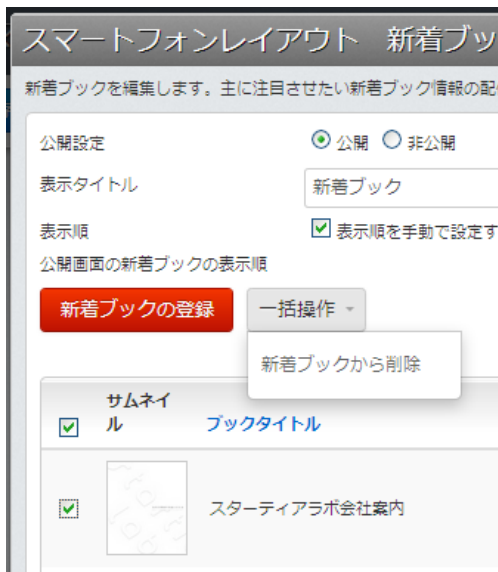 スマートフォンレイアウト 新着ブッ
新着ブックを編集します。主に注目させたい新着ブック情報の配
公開設定 公開 非公開
表示タイトル 新着ブック
表示順 表示順を手動で設定す
公開画面の新着ブックの表示順
新着ブックの登録 一括操作
新着ブックから削除
サムネイ
ル ブックタイトル
スターティアラボ会社案内